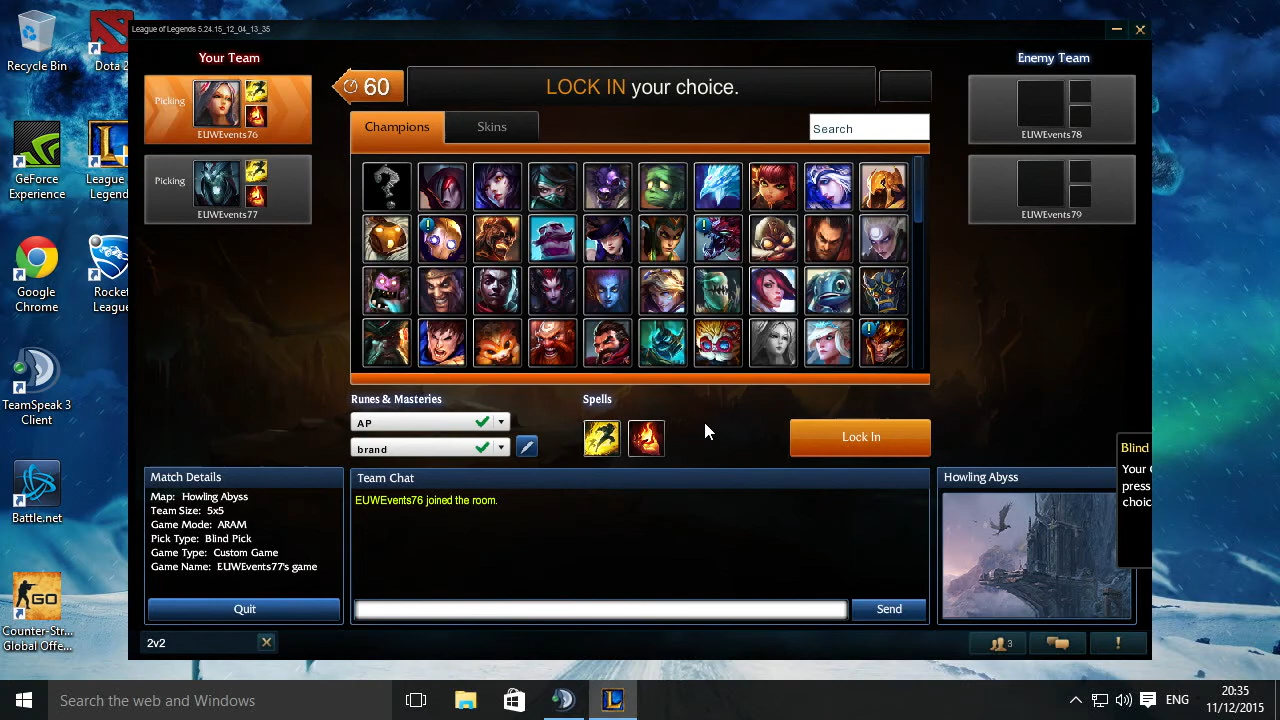 League of Legends 5.24.15_12_04_13_35
Recycle Bin
Dota 2
GeForce
Experience
League
Legends
Google
Chrome
Rocket
League
TeamSpeak 3
Client
Battle.net
GO
Counter-Str...
Global Offe...
Your Team
Picking
EUWEvents76
Picking
EUWEvents77
60
LOCK IN your choice.
Enemy Team
EUWEvents78
EUWEvents79
Champions
Skins
Search
Runes & Masteries
AP
brand
Spells
Lock In
Match Details
Map: Howling Abyss
Team Size: 5x5
Game Mode: ARAM
Pick Type: Blind Pick
Game Type: Custom Game
Game Name: EUWEvents77's game
Quit
Team Chat
EUWEvents76 joined the room.
Send
Howling Abyss
Blind
Your
press
choic
2v2
3
Search the web and Windows
ENG
20:35
11/12/2015